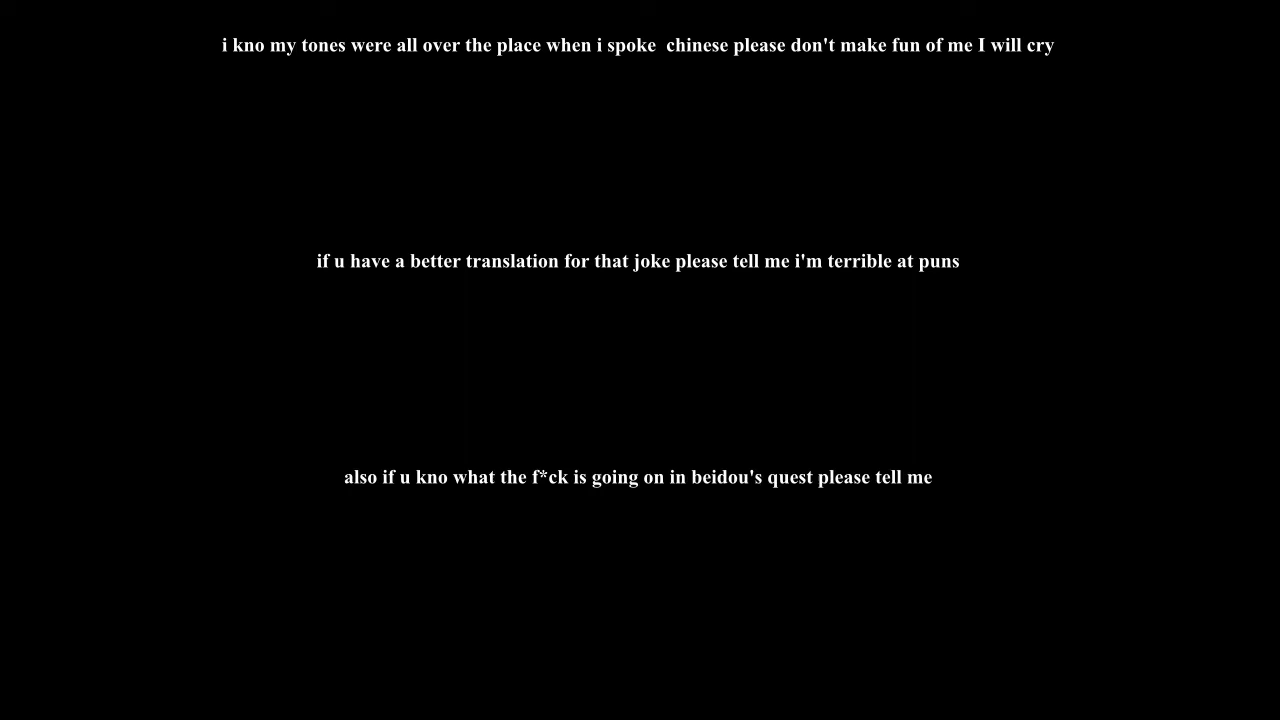 i kno my tones were all over the place when i spoke  chinese please don't make fun of me I will cry
if u have a better translation for that joke please tell me i'm terrible at puns
also if u kno what the f*ck is going on in beidou's quest please tell me